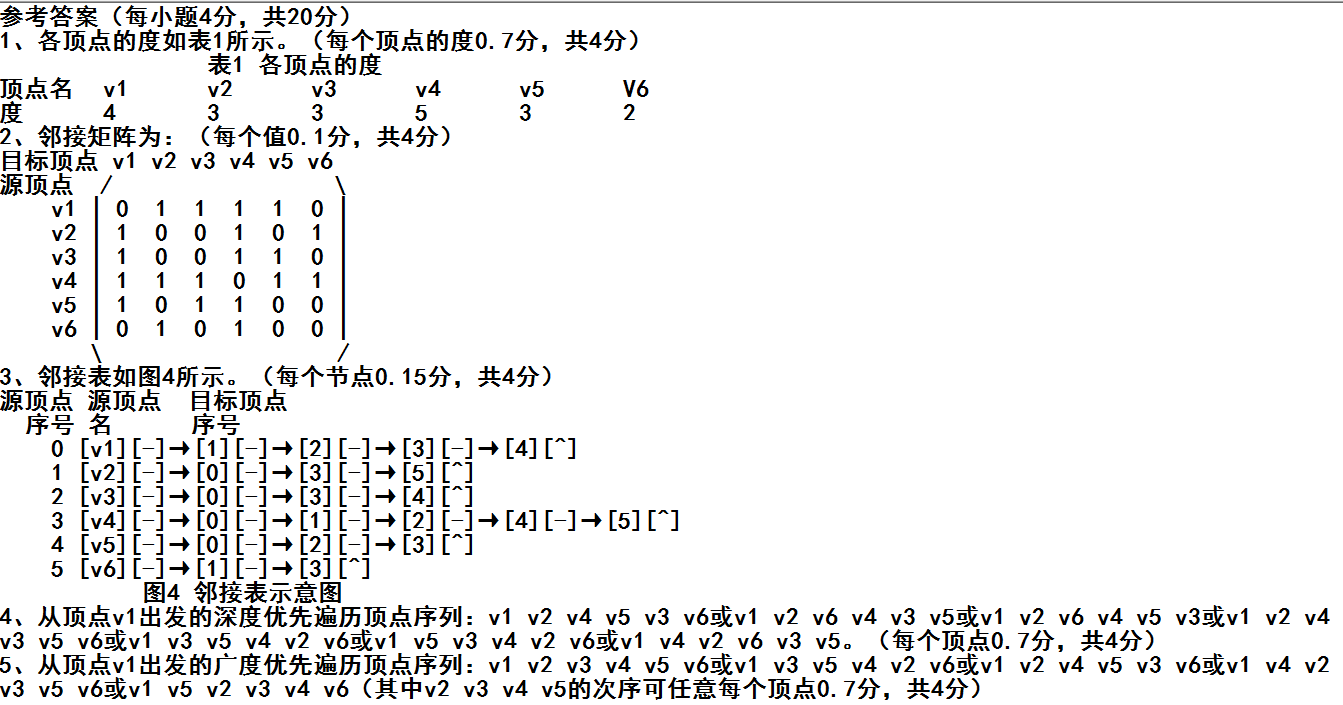 参考答案（每小题4分，共20分）
1、各顶点的度如表1所示。（每个顶点的度0.7分，共4分）
表1 各顶点的度
顶点名 v1 v2 v3 v4 v5 V6
度 4 3 3 5 3 2
2、邻接矩阵为：（每个值0.1分，共4分）
目标顶点 v1 v2 v3 v4 v5 v6
源顶点 / \
v1 | 0 1 1 1 1 0 |
v2 | 1 0 0 1 0 1 |
v3 | 1 0 0 1 1 0 |
v4 | 1 1 1 0 1 1 |
v5 | 1 0 1 1 0 0 |
v6 | 0 1 0 1 0 0 |
\ /
3、邻接表如图4所示。（每个节点0.15分，共4分）
源顶点 源顶点 目标顶点
序号 名 序号
0 [v1][-]→[1][-]→[2][-]→[3][-]→[4][^]
1 [v2][-]→[0][-]→[3][-]→[5][^]
2 [v3][-]→[0][-]→[3][-]→[4][^]
3 [v4][-]→[0][-]→[1][-]→[2][-]→[4][-]→[5][^]
4 [v5][-]→[0][-]→[2][-]→[3][^]
5 [v6][-]→[1][-]→[3][^]
图4 邻接表示意图
4、从顶点v1出发的深度优先遍历顶点序列：v1 v2 v4 v5 v3 v6或v1 v2 v6 v4 v3 v5或v1 v2 v6 v4 v5 v3或v1 v2 v4
v3 v5 v6或v1 v3 v5 v4 v2 v6或v1 v5 v3 v4 v2 v6或v1 v4 v2 v6 v3 v5。（每个顶点0.7分，共4分）
5、从顶点v1出发的广度优先遍历顶点序列：v1 v2 v3 v4 v5 v6或v1 v3 v5 v4 v2 v6或v1 v2 v4 v5 v3 v6或v1 v4 v2
v3 v5 v6或v1 v5 v2 v3 v4 v6（其中v2 v3 v4 v5的次序可任意每个顶点0.7分，共4分）